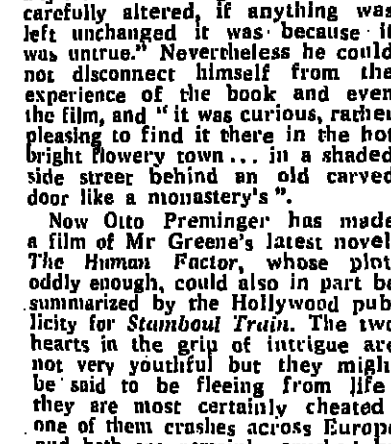 carefully altered, if anything was
left unchanged it was because it
was untrue." Nevertheless he could
not disconnect himself from the
experience of the book and even
the film, and " it was curious, rather
pleasing to find it there in the hot
bright flowery town ... in a shaded
side street behind an old carved
door like a monastery's ".
Now Otto Preminger has made
a film of Mr Greene's latest novel
The Human Factor, whose plot
oddly enough, could also in part be
summarized by the Hollywood pub
licity for Stamboul Train. The two
hearts in the grip of intrigue are
not very youthful but they might
be said to be fleeing from life
they are most certainly cheated
one of them crashes across Europe
and both